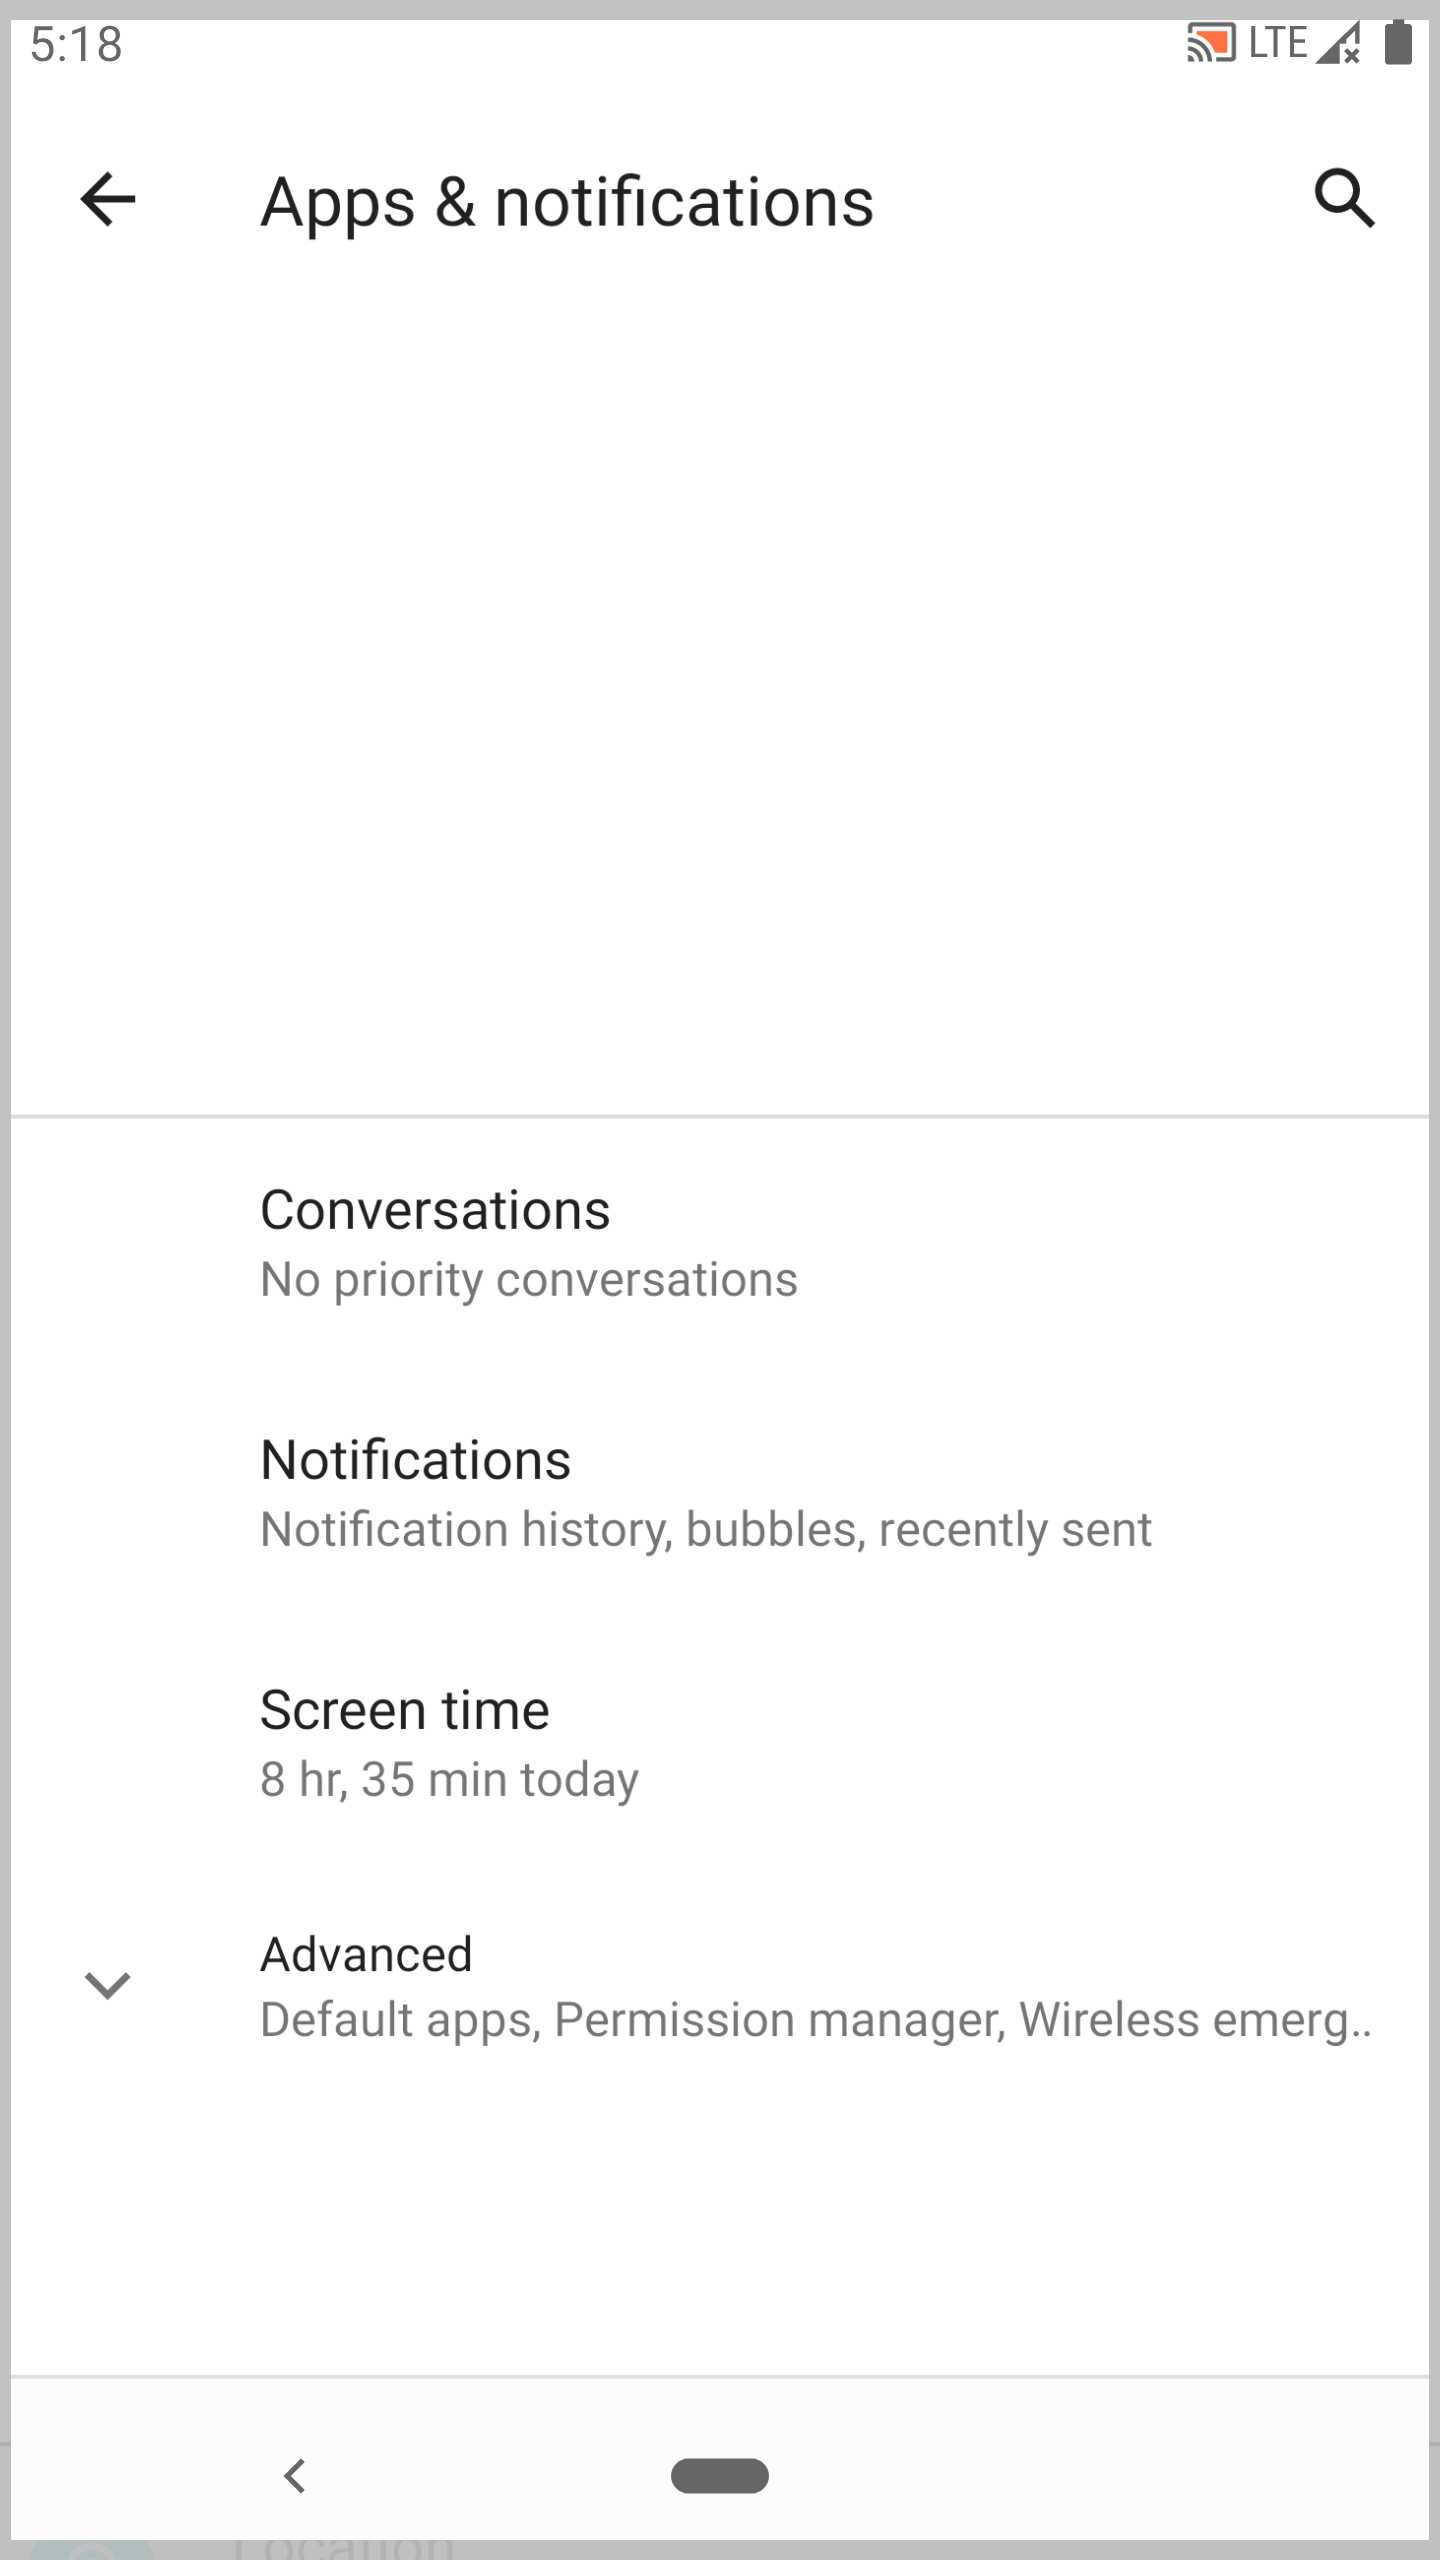 5:18 LTE
Apps & notifications
Conversations
No priority conversations
Notifications
Notification history, bubbles, recently sent
Screen time
8 hr, 35 min today
Advanced
Default apps, Permission manager, Wireless emerg..
Location